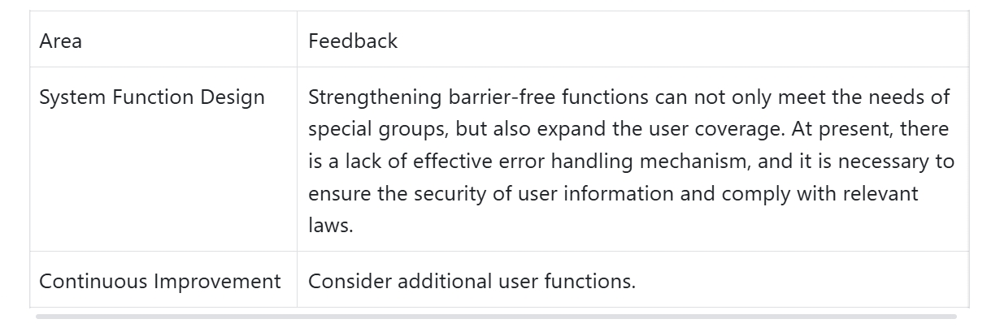 Area
Feedback
System Function Design
Strengthening barrier-free functions can not only meet the needs of
special groups, but also expand the user coverage. At present, there
is a lack of effective error handling mechanism, and it is necessary to
ensure the security of user information and comply with relevant
laws.
Continuous Improvement
Consider additional user functions.